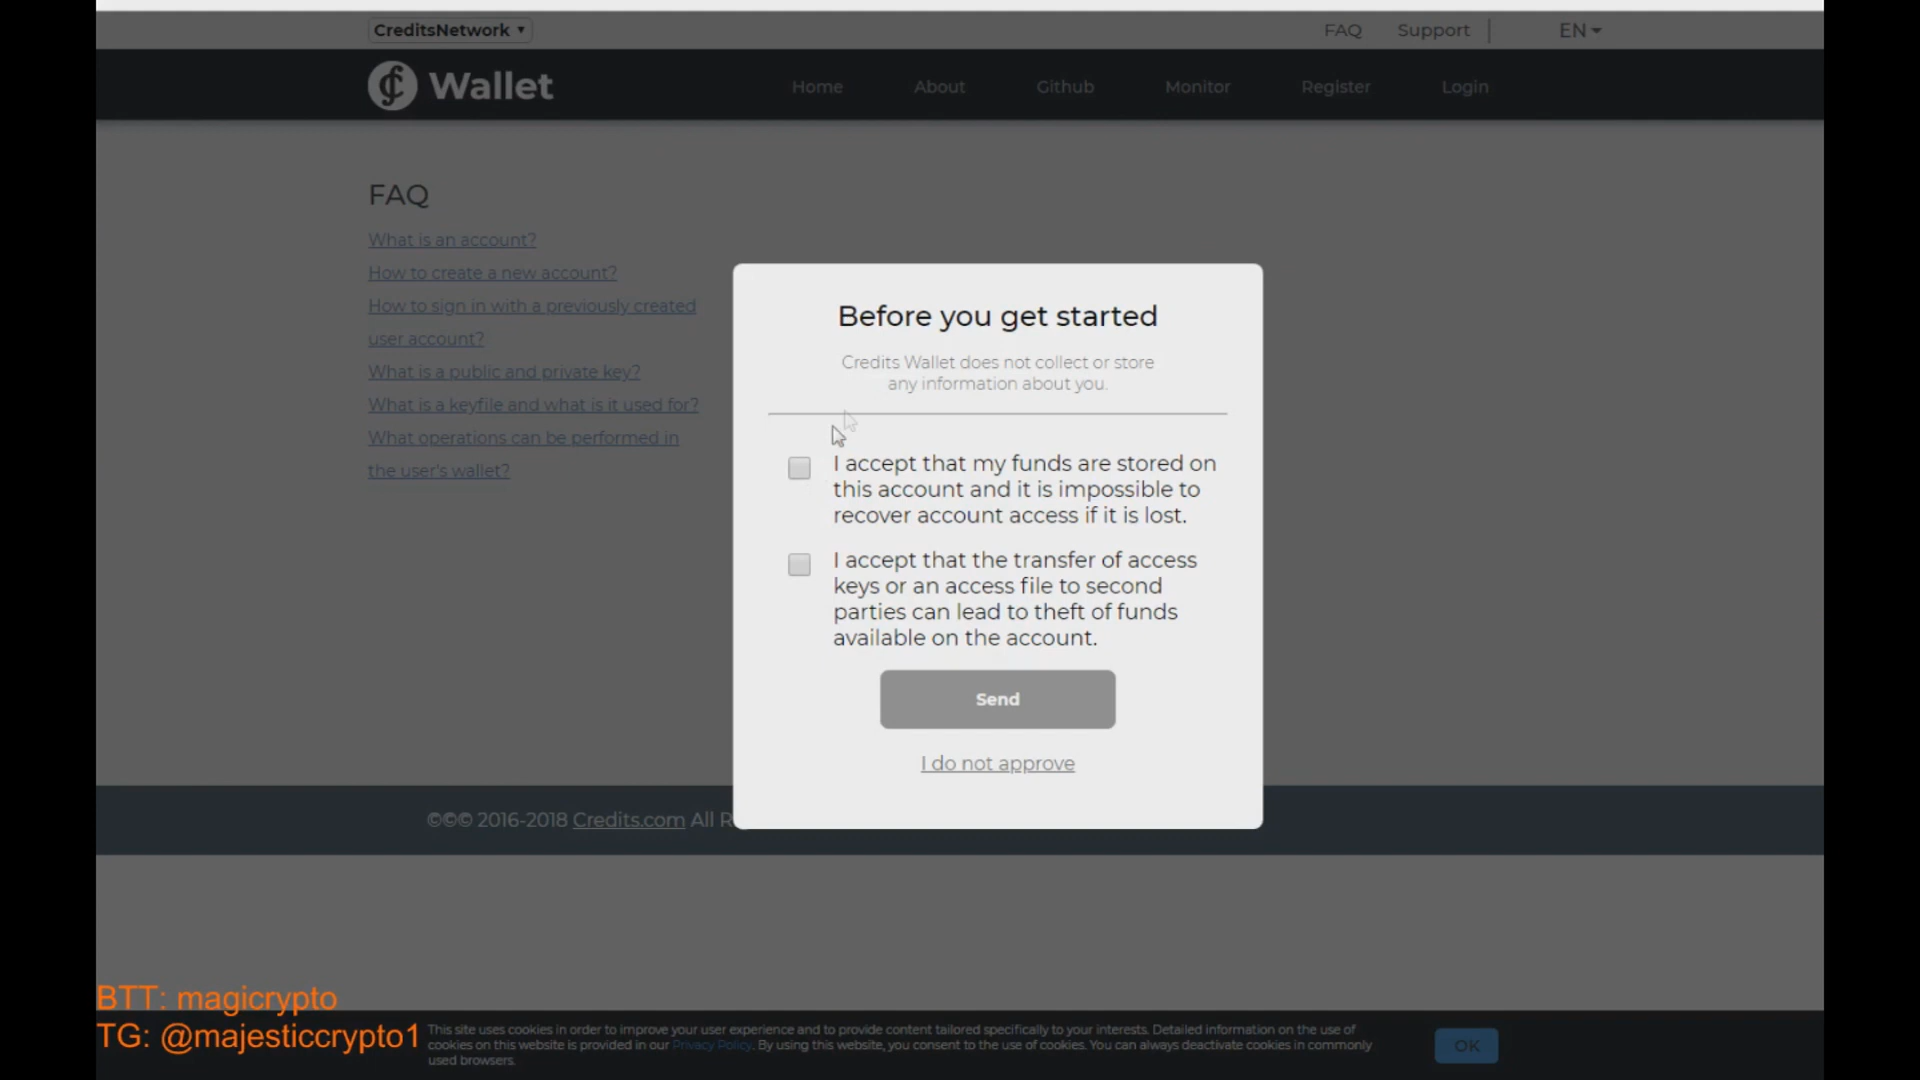 CreditsNetwork
FAQ Support EN
Wallet
Home About Github Monitor Register Login
FAQ
What is an account?
How to create a new account?
How to sign in with a previously created
user account?
What is a public and private key?
What is a keyfile and what is it used for?
What operations can be performed in
the user's wallet?
Before you get started
Credits Wallet does not collect or store
any information about you.
I accept that my funds are stored on
this account and it is impossible to
recover account access if it is lost.
I accept that the transfer of access
keys or an access file to second
parties can lead to theft of funds
available on the account.
Send
I do not approve
©©© 2016-2018 Credits.com All R
BTT: magicrypto
TG: @majesticcrypto1
This site uses cookies in order to improve your user experience and to provide content tailored specifically to your interests. Detailed information on the use of
cookies on this website is provided in our Privacy Policy. By using this website, you consent to the use of cookies. You can always deactivate cookies in commonly
used browsers.
OK